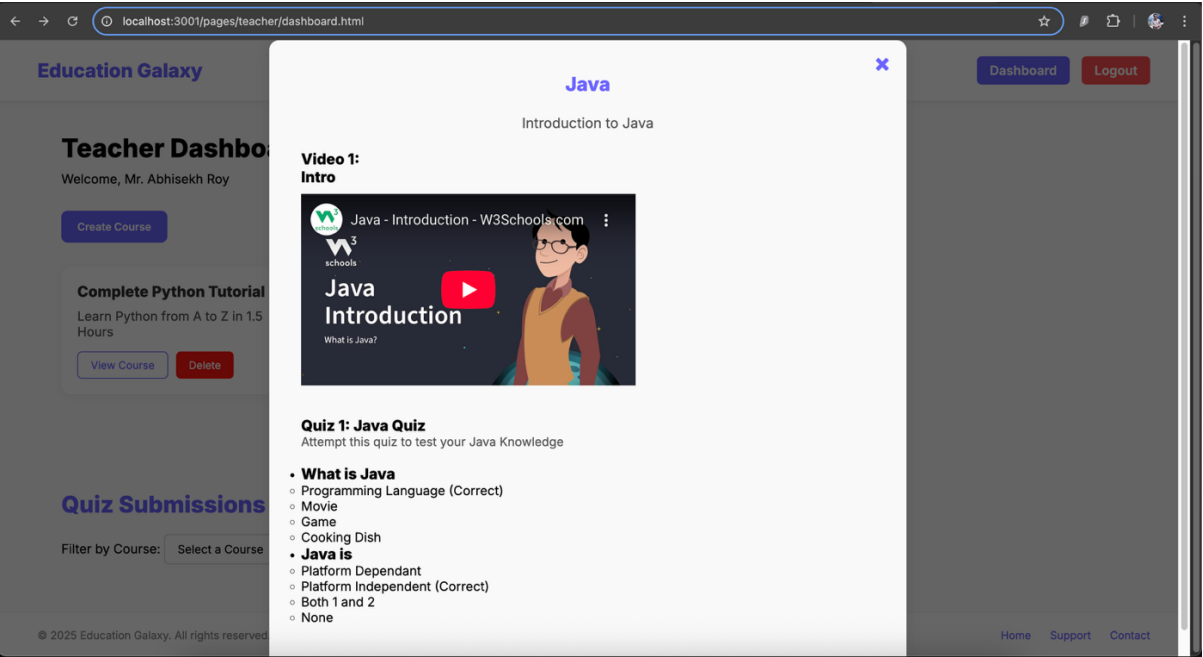 localhost:3001/pages/teacher/dashboard.html
Education Galaxy
Dashboard
Logout
Java
Introduction to Java
Teacher Dashbo
Welcome, Mr. Abhisekh Roy
Create Course
Complete Python Tutorial
Learn Python from A to Z in 1.5
Hours
View Course
Delete
Video 1:
Intro
W3 schools
Java - Introduction - W3Schools.com
W3
schools
Java
Introduction
What is Java?
Quiz 1: Java Quiz
Attempt this quiz to test your Java Knowledge
What is Java
Programming Language (Correct)
Movie
Game
Cooking Dish
Java is
Platform Dependant
Platform Independent (Correct)
Both 1 and 2
None
Quiz Submissions
Filter by Course: Select a Course
© 2025 Education Galaxy. All rights reserved.
Home Support Contact